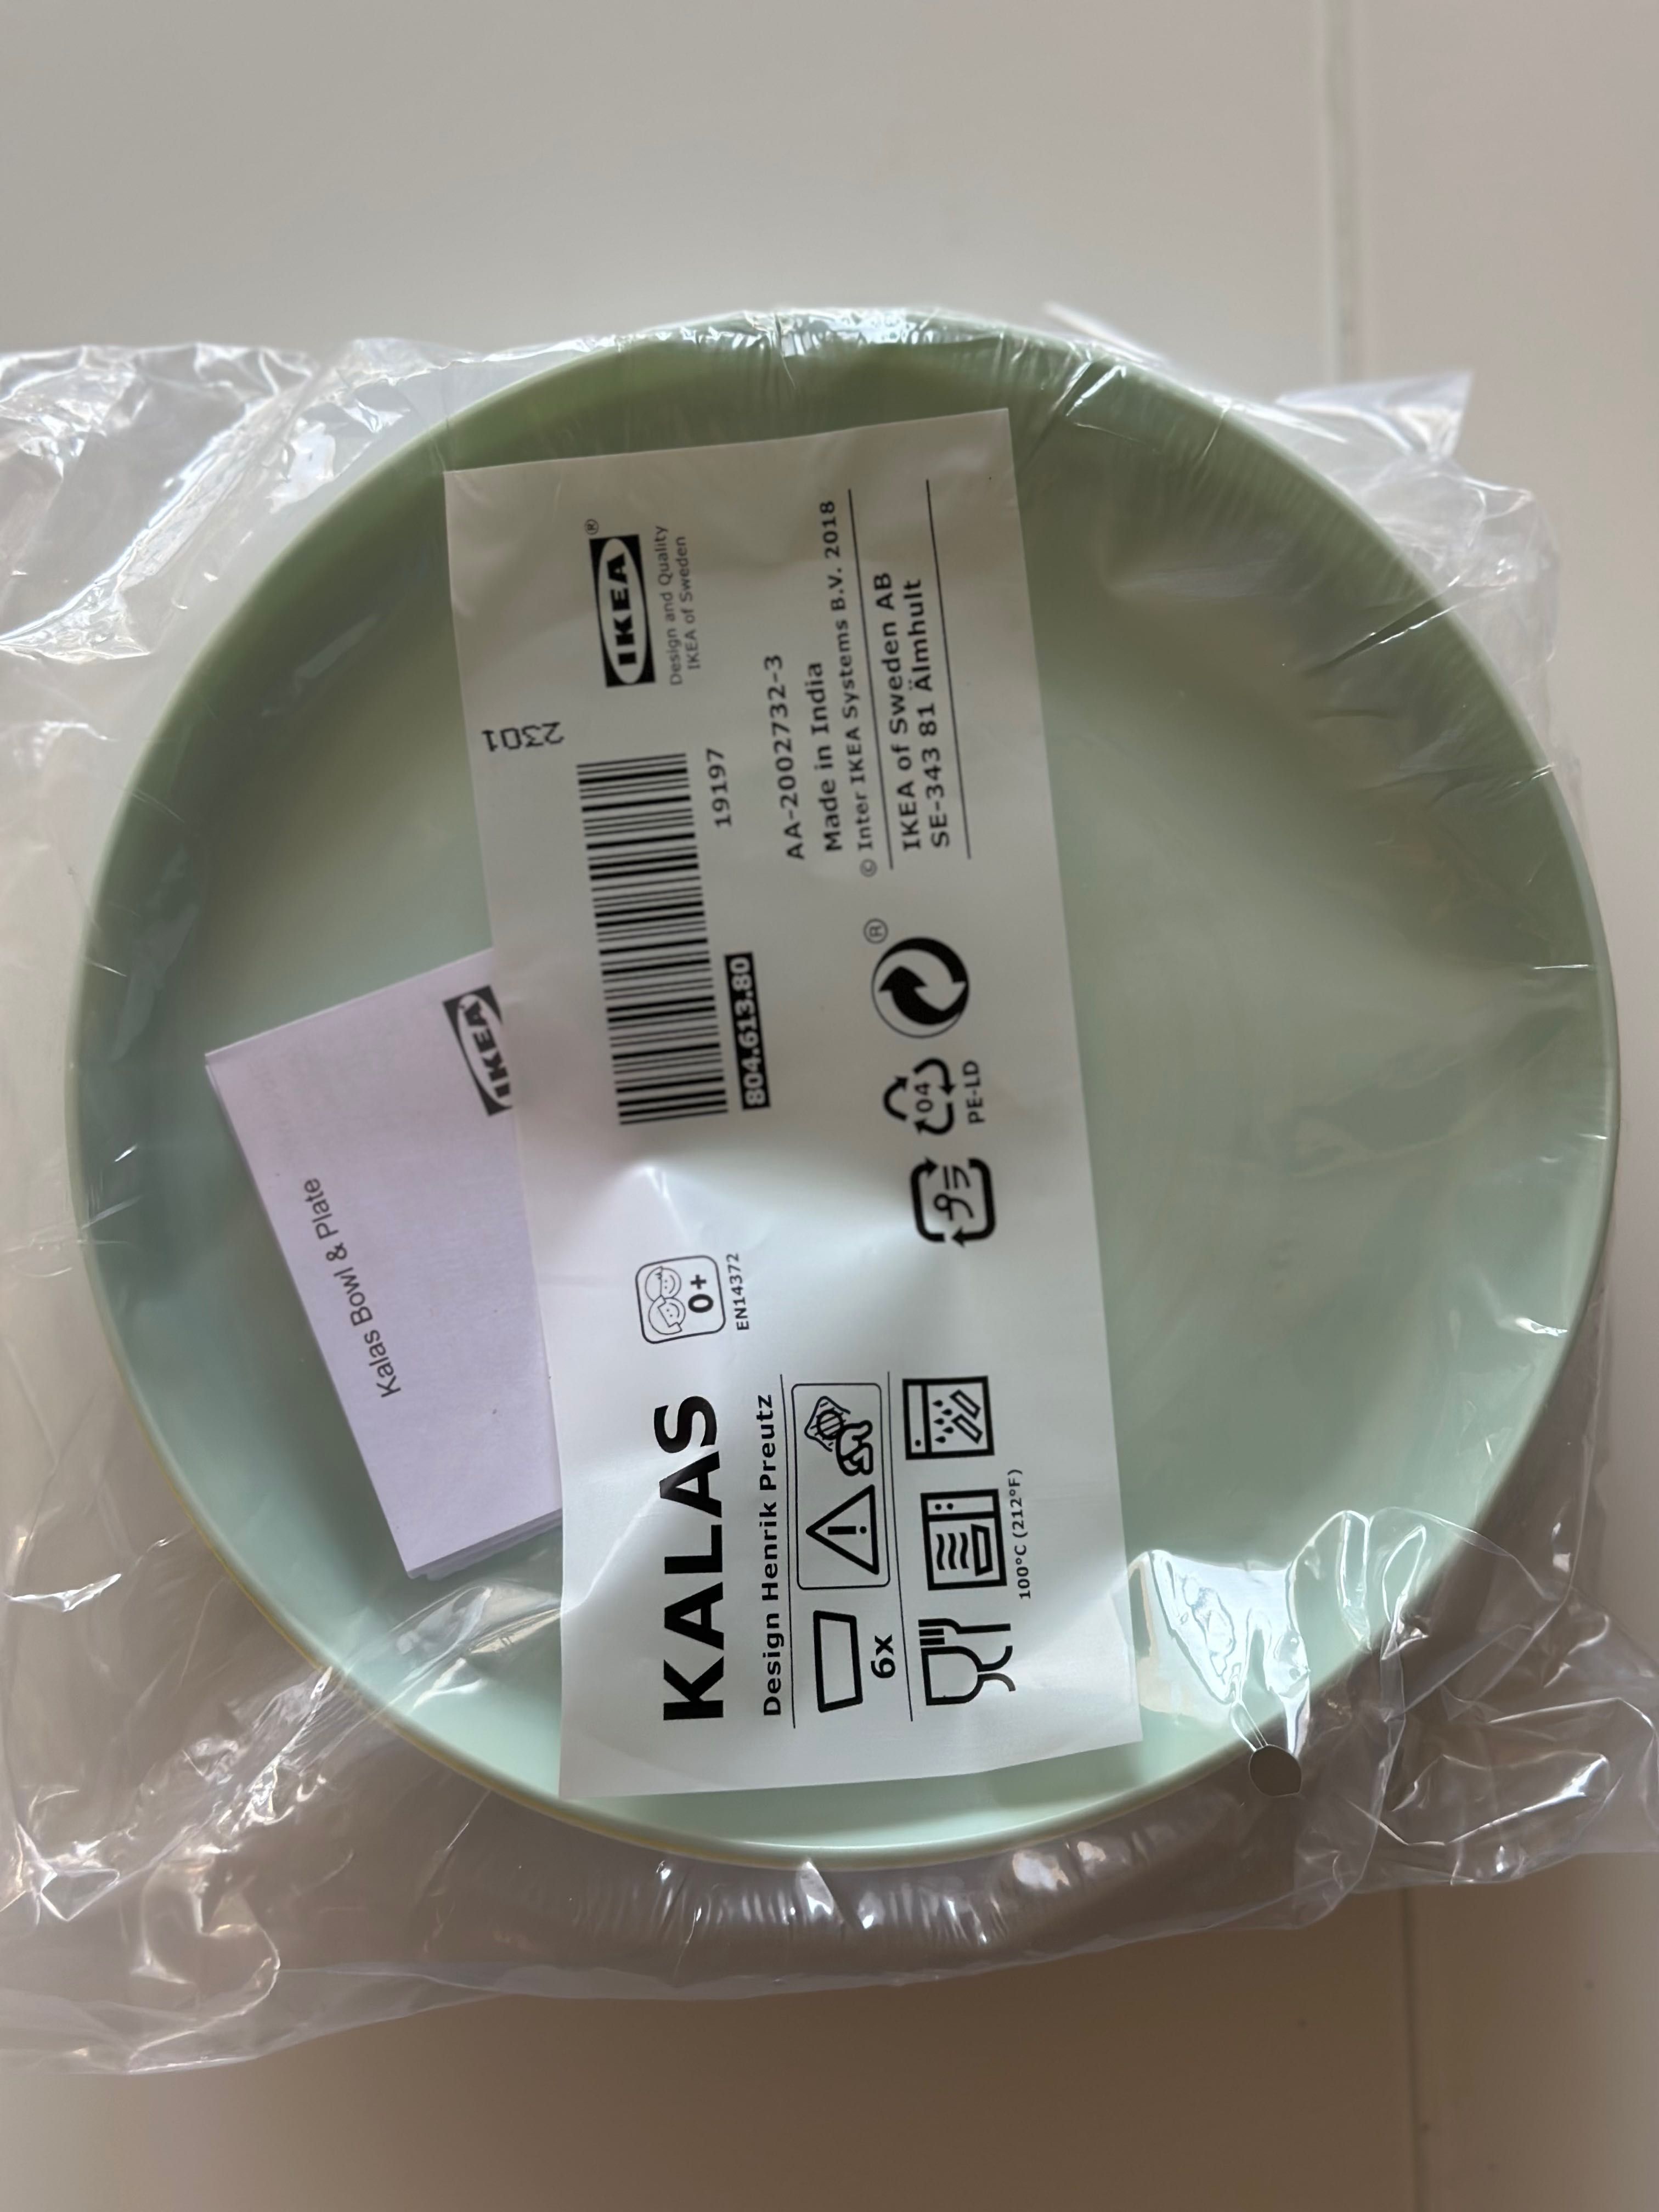 KALAS
Design Henrik Preutz
6x
100°C (212°F)
0+
EN14372
804.613.80
19197
2301
IKEA®
Design and Quality
IKEA of Sweden
AA-2002732-3
Made in India
© Inter IKEA Systems B.V. 2018
IKEA of Sweden AB
SE-343 81 Älmhult
プラ
04
PE-LD
®
Kalas Bowl & Plate
IKEA